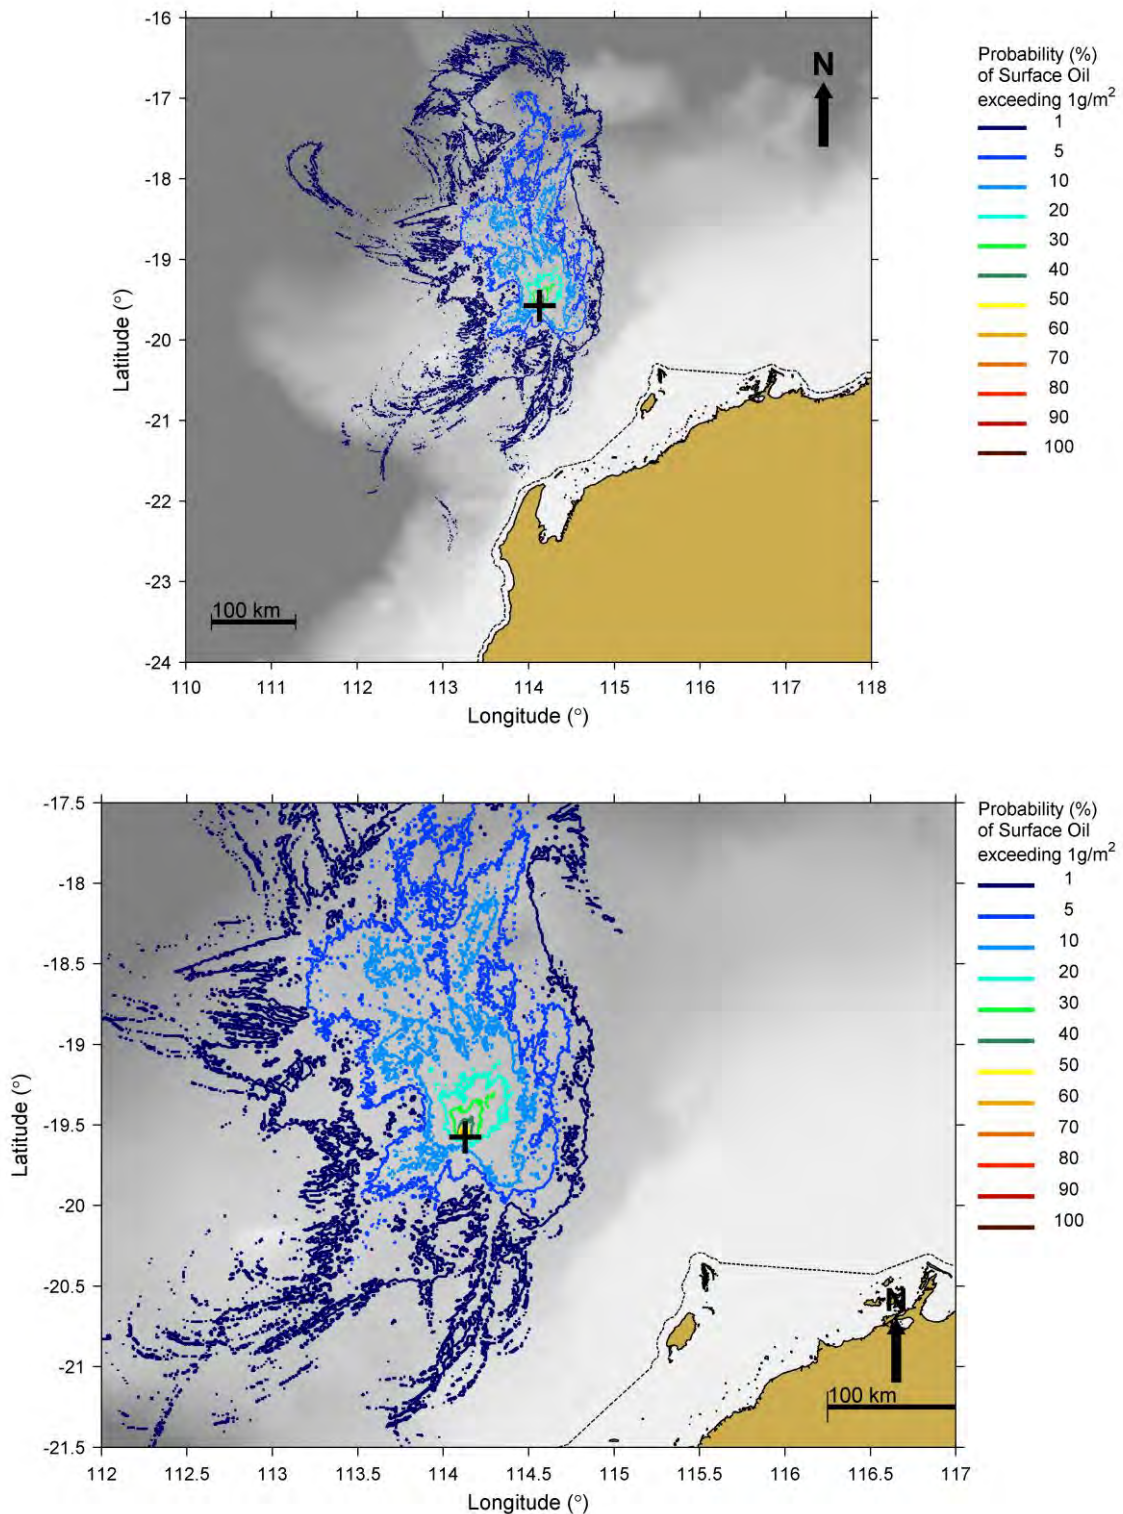 -16
-17
-18
-19
-20
-21
-22
-23
-24
Latitude (°)
110 111 112 113 114 115 116 117 118
Longitude (°)
N
100 km
Probability (%)
of Surface Oil
exceeding 1g/m²
1
5
10
20
30
40
50
60
70
80
90
100
-17.5
-18
-18.5
-19
-19.5
-20
-20.5
-21
-21.5
Latitude (°)
112 112.5 113 113.5 114 114.5 115 115.5 116 116.5 117
Longitude (°)
N
100 km
Probability (%)
of Surface Oil
exceeding 1g/m²
1
5
10
20
30
40
50
60
70
80
90
100